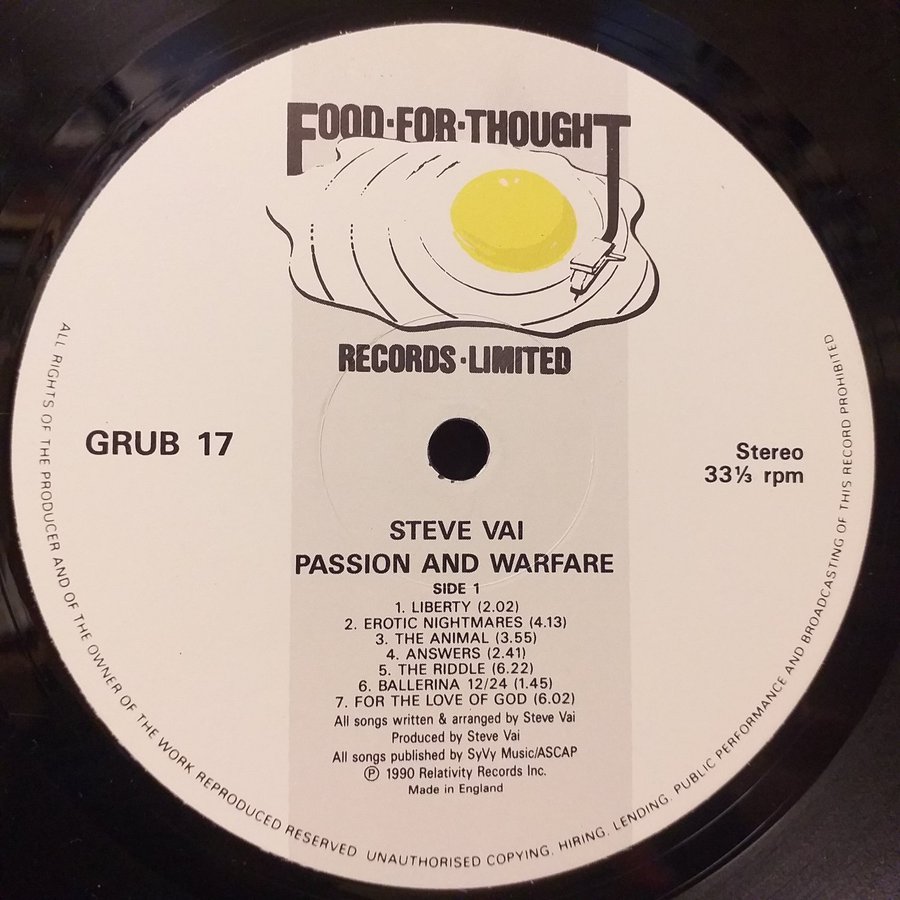 FOOD·FOR·THOUGHT
RECORDS·LIMITED
GRUB 17
Stereo
33⅓ rpm
STEVE VAI
PASSION AND WARFARE
SIDE 1
1. LIBERTY (2.02)
2. EROTIC NIGHTMARES (4.13)
3. THE ANIMAL (3.55)
4. ANSWERS (2.41)
5. THE RIDDLE (6.22)
6. BALLERINA 12/24 (1.45)
7. FOR THE LOVE OF GOD (6.02)
All songs written & arranged by Steve Vai
Produced by Steve Vai
All songs published by SyVy Music/ASCAP
℗ 1990 Relativity Records Inc.
Made in England
ALL RIGHTS OF THE PRODUCER AND OF THE OWNER OF THE WORK REPRODUCED RESERVED UNAUTHORISED COPYING, HIRING, LENDING, PUBLIC PERFORMANCE AND BROADCASTING OF THIS RECORD PROHIBITED